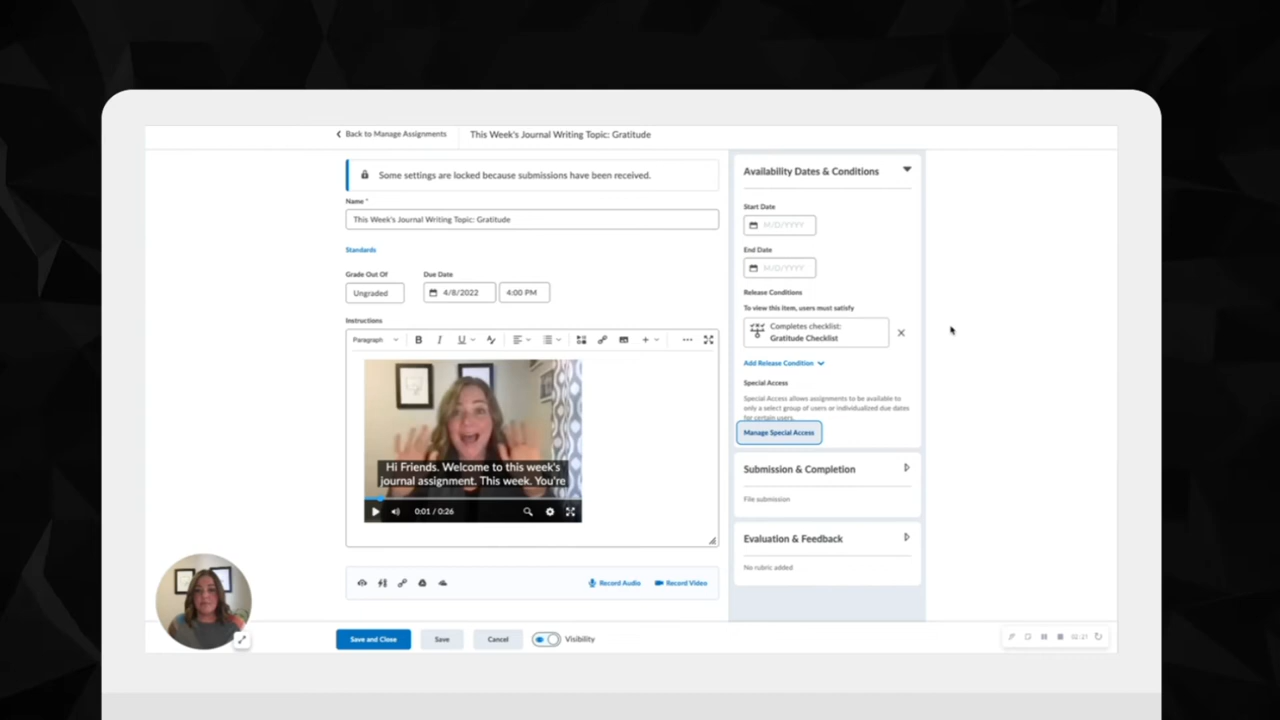 Back to Manage Assignments
This Week's Journal Writing Topic: Gratitude
Some settings are locked because submissions have been received.
Name *
This Week's Journal Writing Topic: Gratitude
Standards
Grade Out Of
Due Date
Ungraded
4/8/2022
4:00 PM
Instructions
Paragraph
B
I
U
Hi Friends. Welcome to this week's
journal assignment. This week. You're
0:01 / 0:26
Record Audio
Record Video
Availability Dates & Conditions
Start Date
M/D/YYYY
End Date
M/D/YYYY
Release Conditions
To view this item, users must satisfy
Completes checklist:
Gratitude Checklist
Add Release Condition
Special Access
Special Access allows assignments to be available to
only a select group of users or individualized due dates
for certain users.
Manage Special Access
Submission & Completion
File submission
Evaluation & Feedback
No rubric added
Save and Close
Save
Cancel
Visibility
02:21